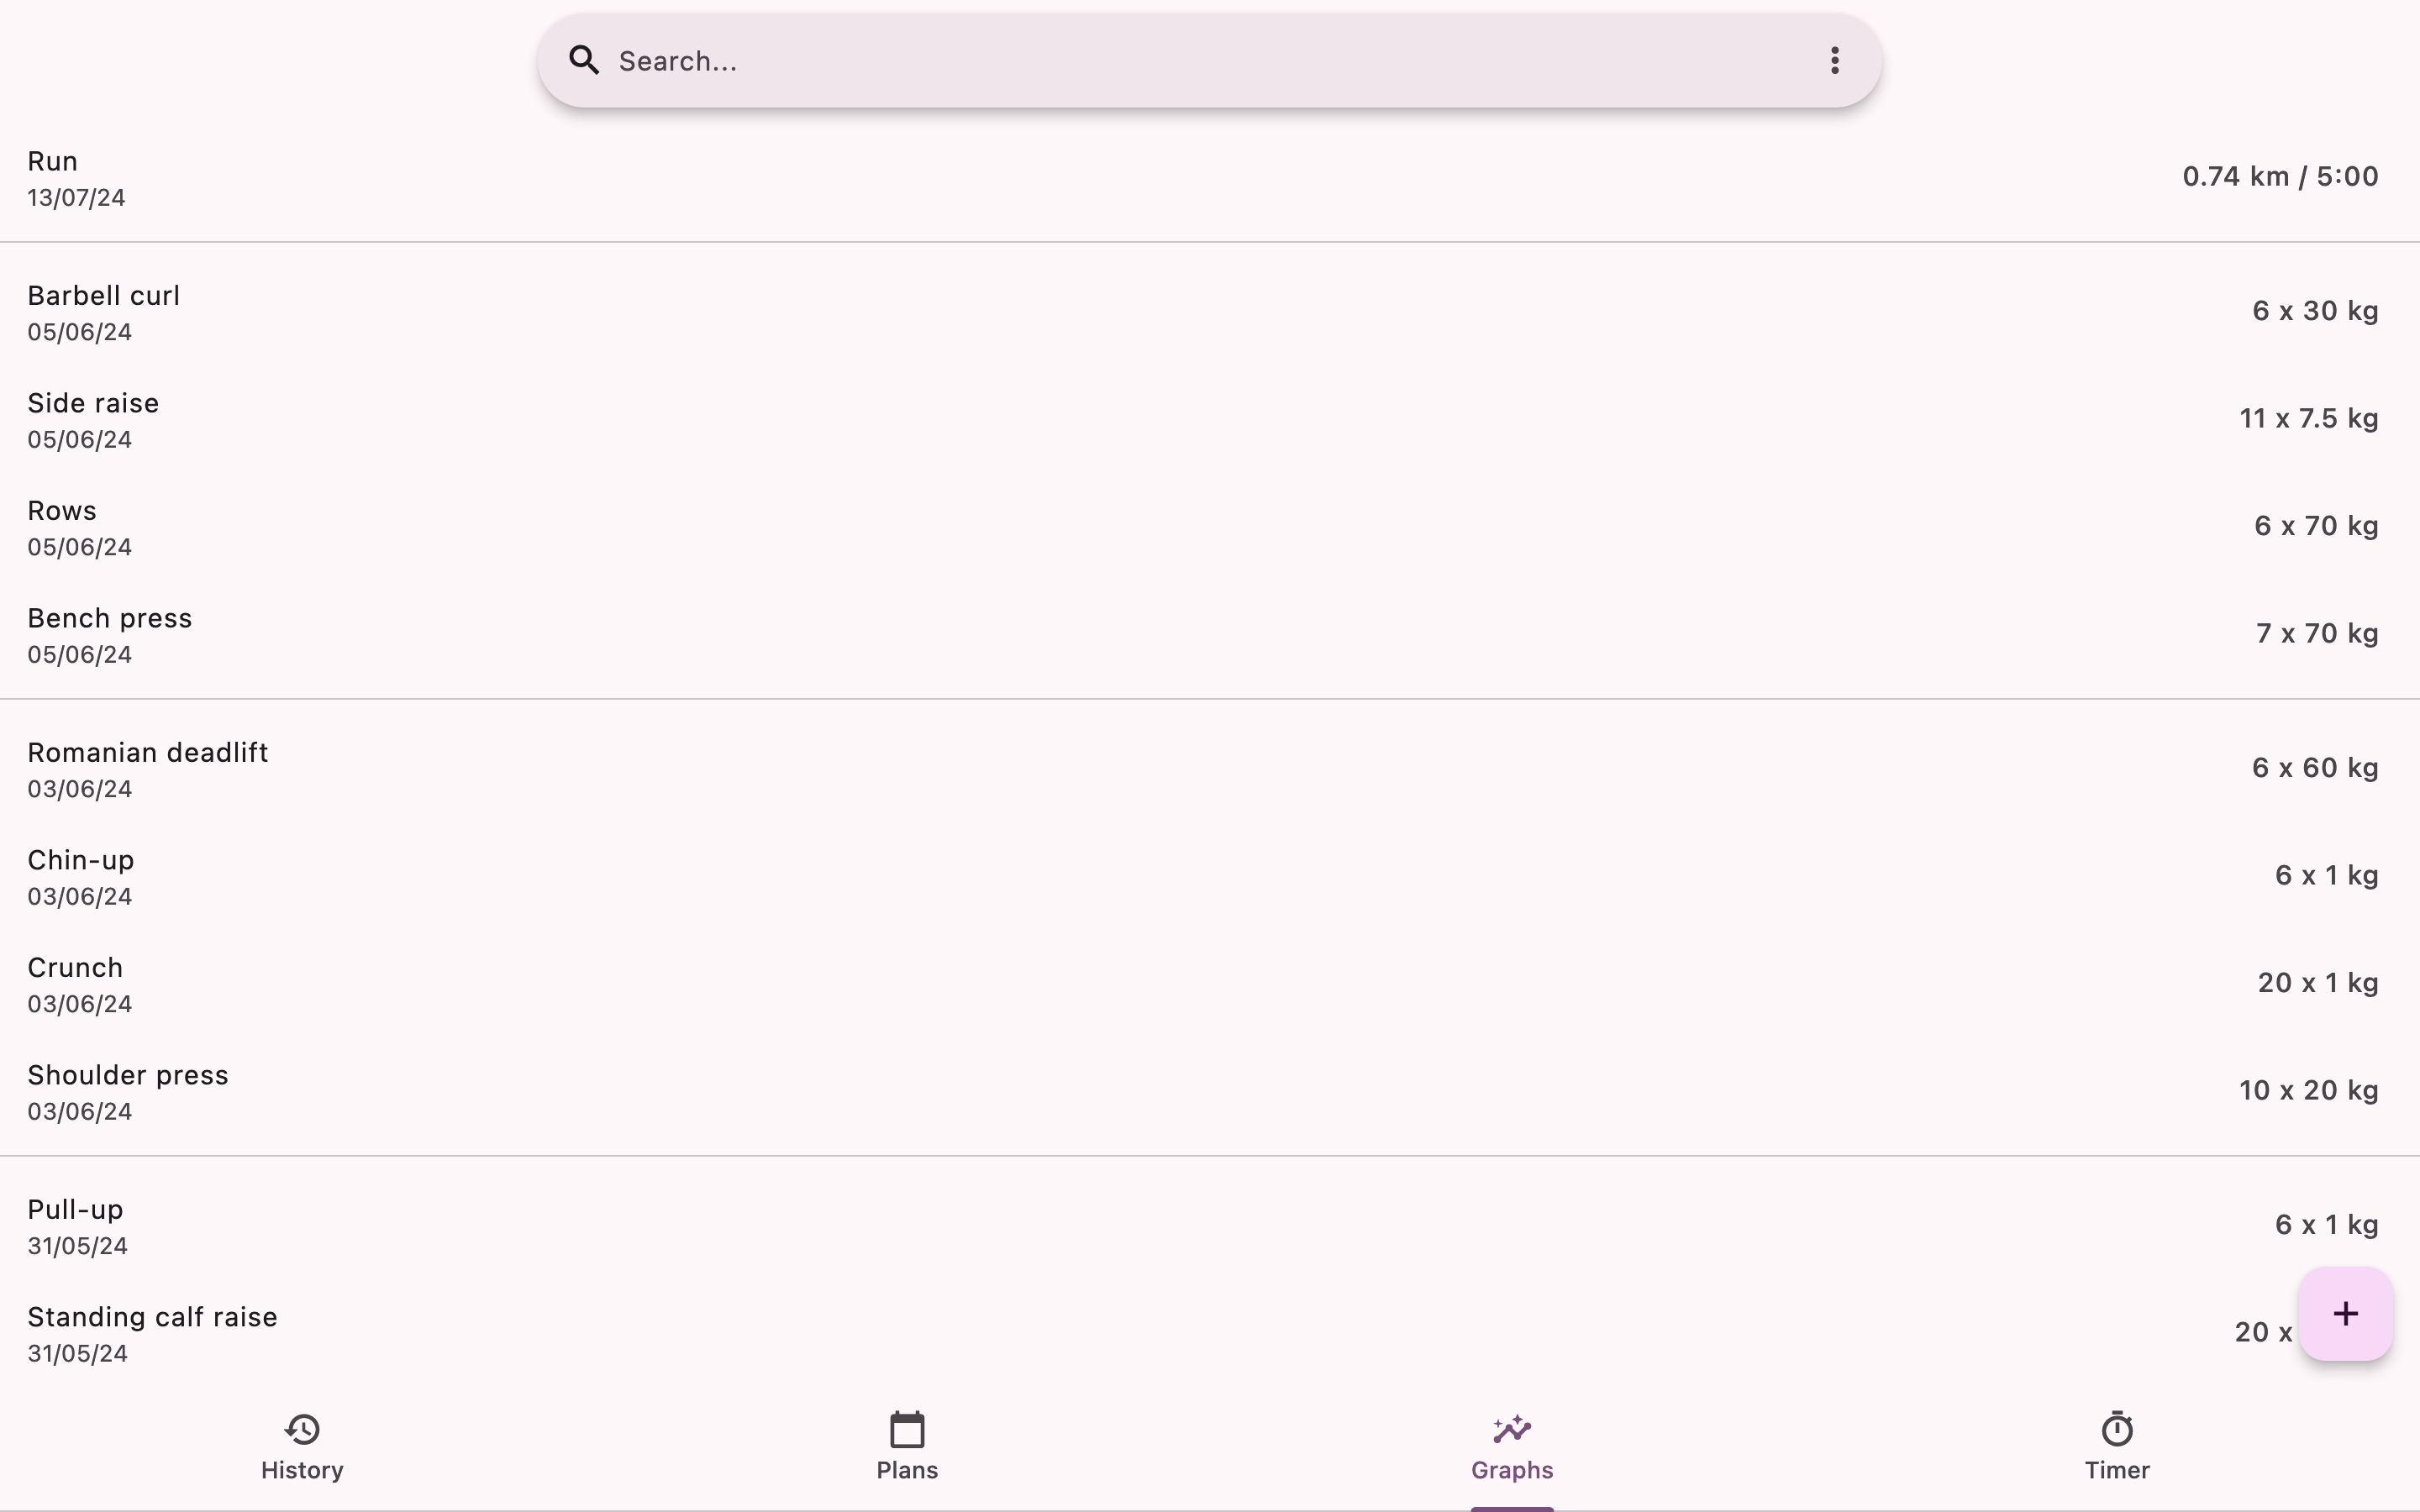 Search...
Run
13/07/24
0.74 km / 5:00
Barbell curl
05/06/24
6 x 30 kg
Side raise
05/06/24
11 x 7.5 kg
Rows
05/06/24
6 x 70 kg
Bench press
05/06/24
7 x 70 kg
Romanian deadlift
03/06/24
6 x 60 kg
Chin-up
03/06/24
6 x 1 kg
Crunch
03/06/24
20 x 1 kg
Shoulder press
03/06/24
10 x 20 kg
Pull-up
31/05/24
6 x 1 kg
Standing calf raise
31/05/24
20 x
History
Plans
Graphs
Timer